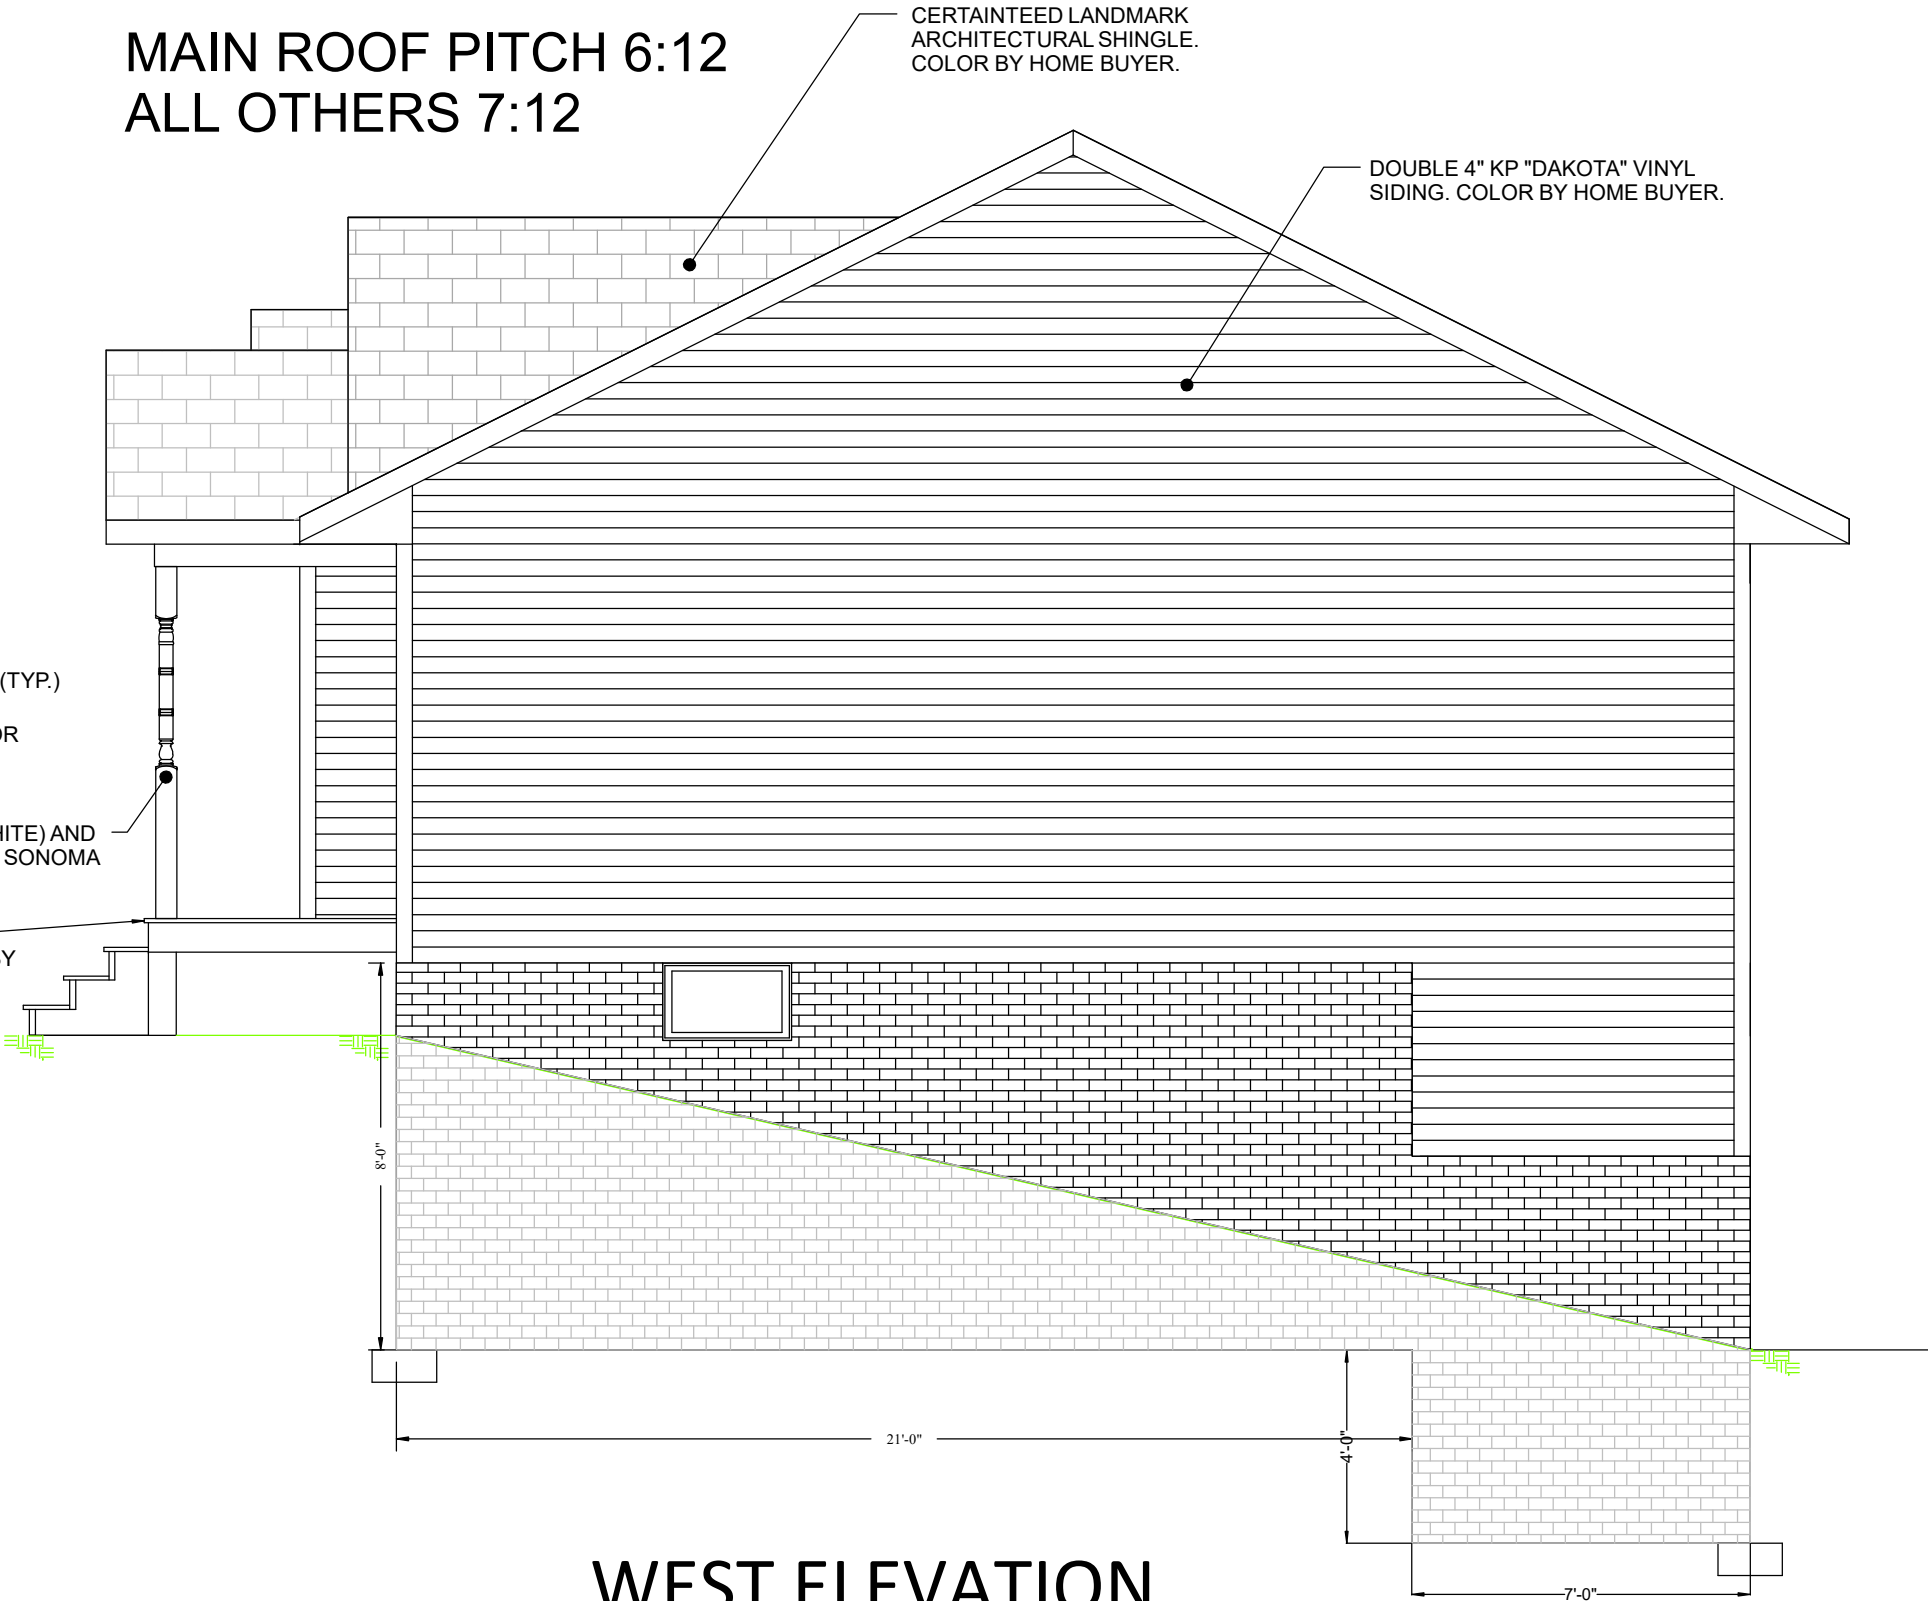 MAIN ROOF PITCH 6:12
ALL OTHERS 7:12
CERTAINTEED LANDMARK
ARCHITECTURAL SHINGLE.
COLOR BY HOME BUYER.
DOUBLE 4" KP "DAKOTA" VINYL
SIDING. COLOR BY HOME BUYER.
(TYP.)
OR
HITE) AND
SONOMA
BY
8'-0"
21'-0"
4'-0"
7'-0"
WEST ELEVATION